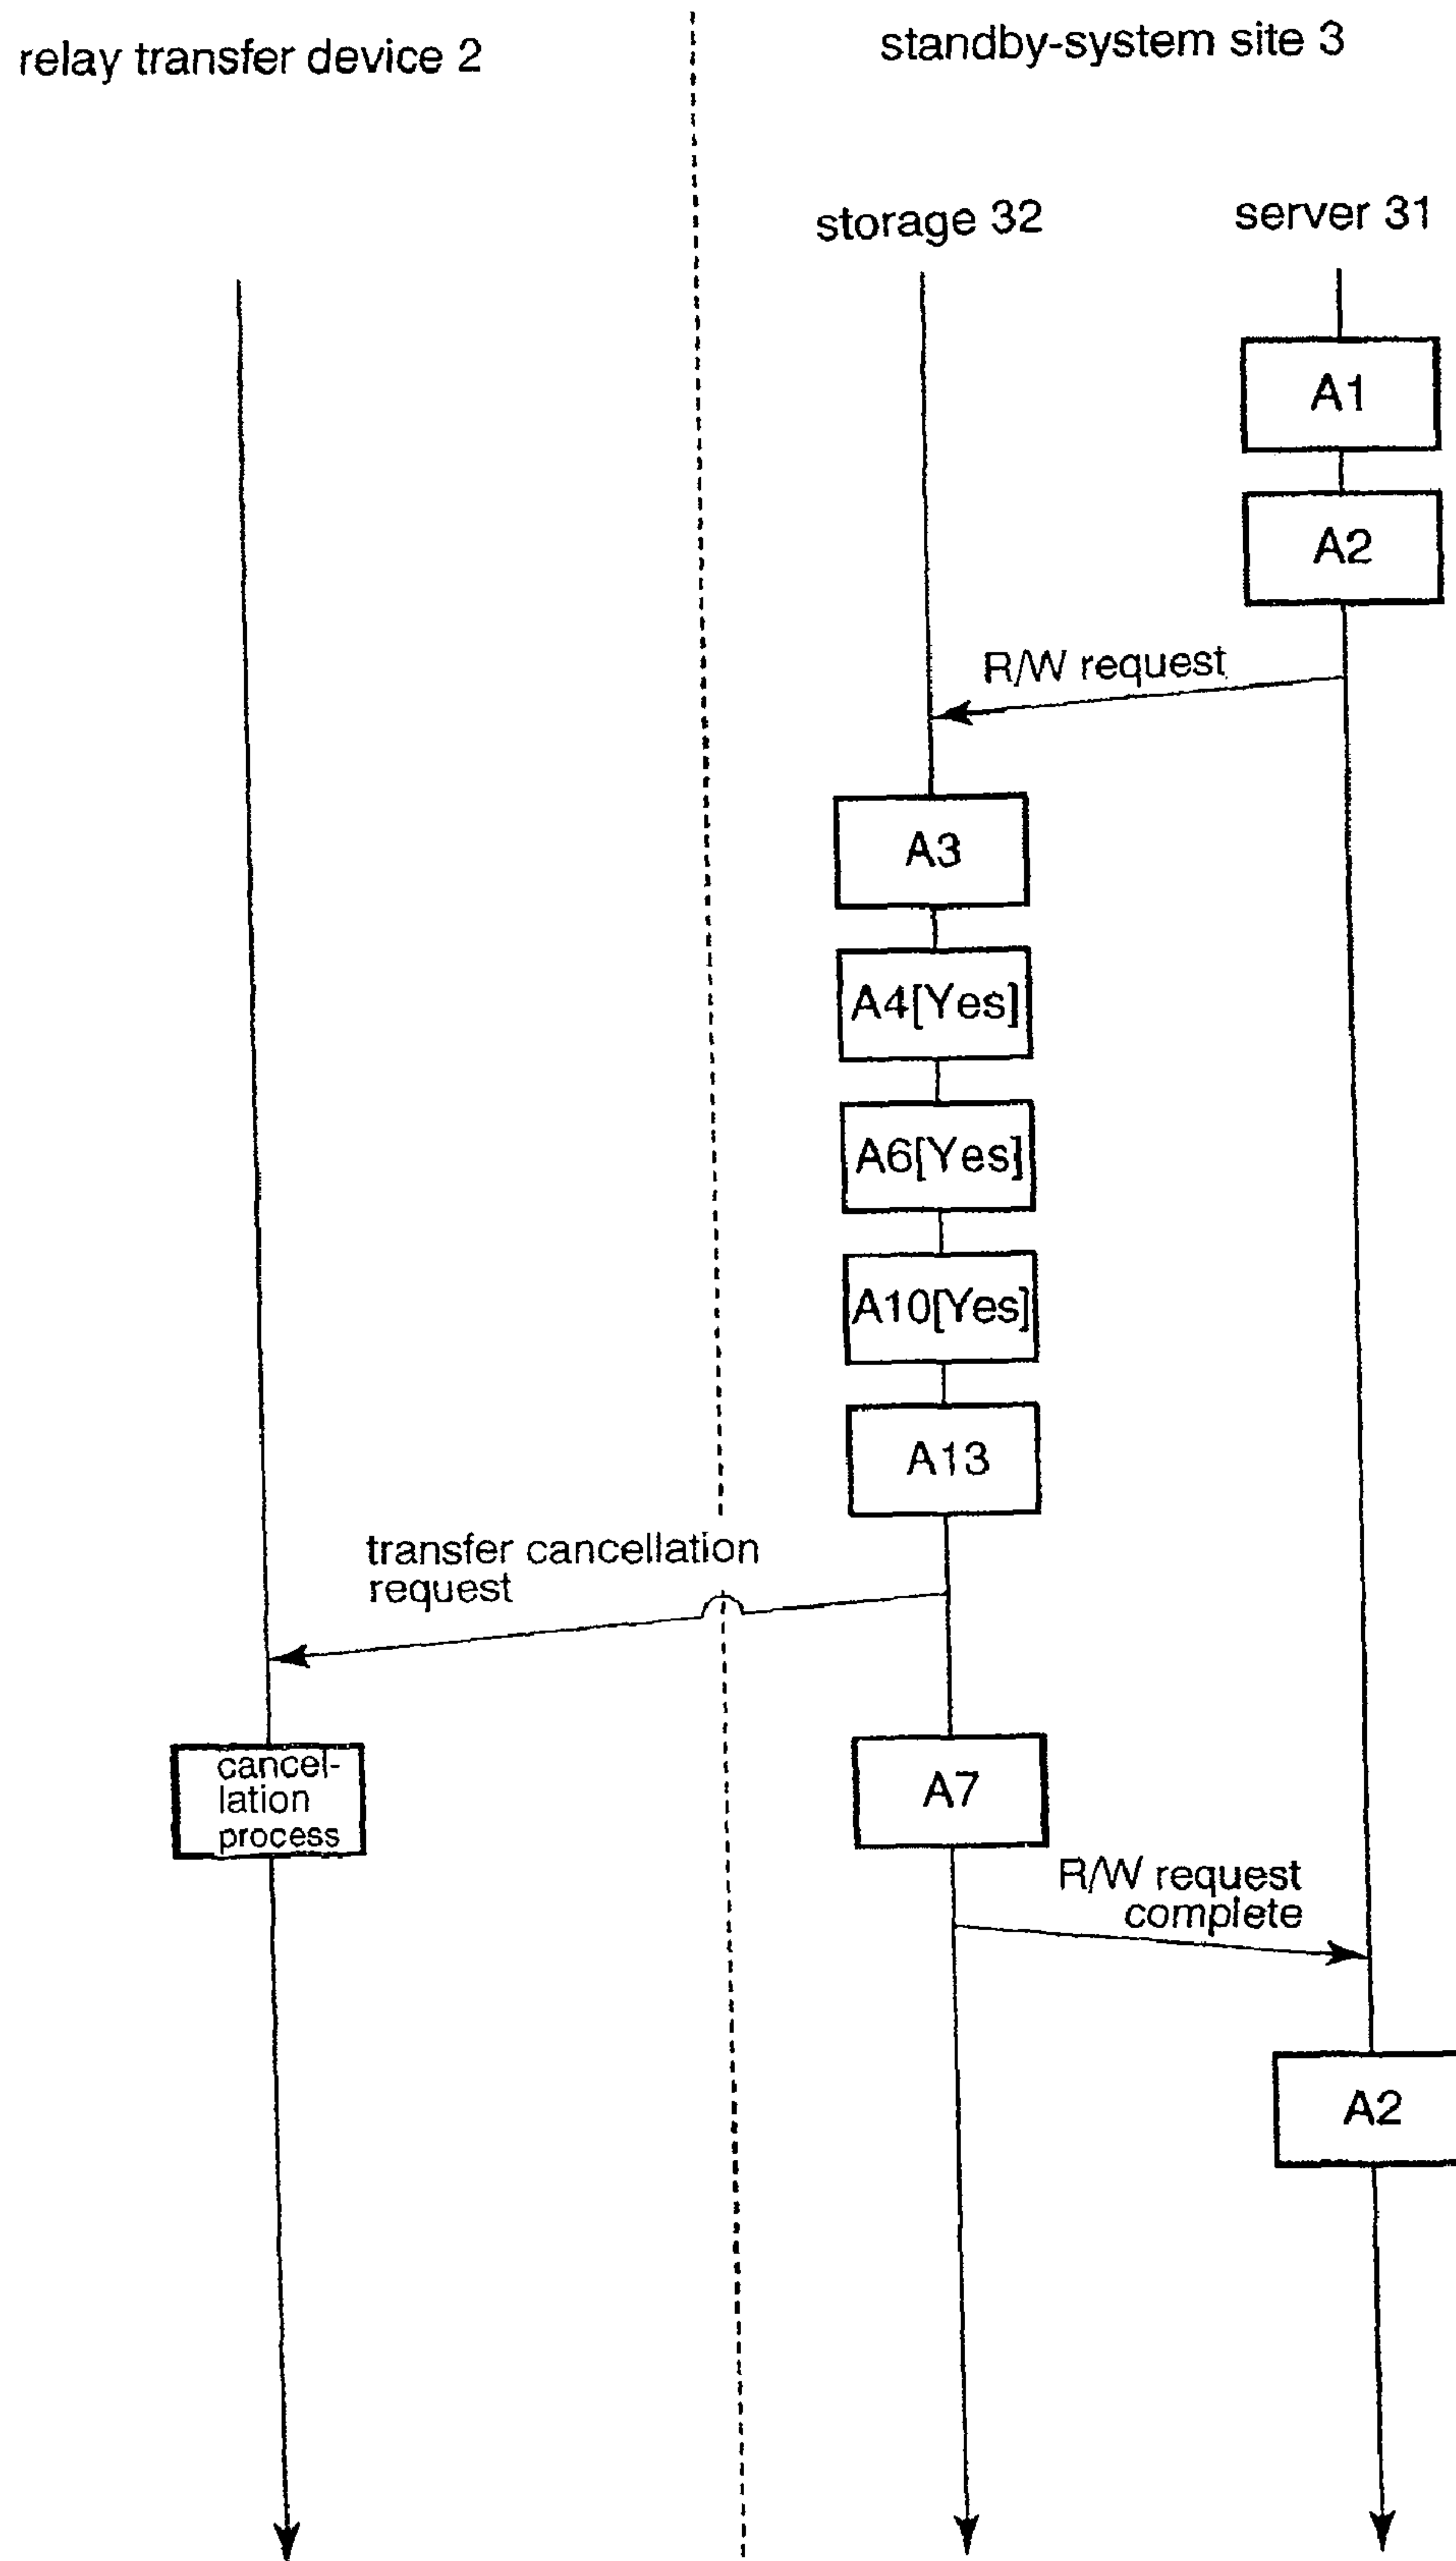 relay transfer device 2
standby-system site 3
storage 32
server 31
A1
A2
R/W request
A3
A4[Yes]
A6[Yes]
A10[Yes]
A13
transfer cancellation
request
cancel-
lation
process
A7
R/W request
complete
A2